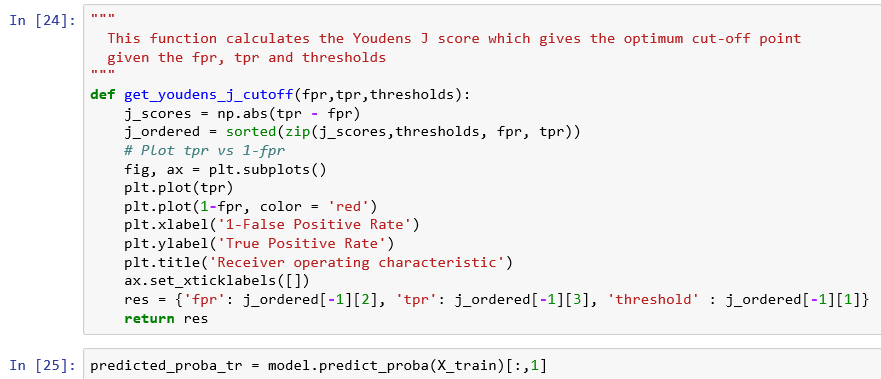 In [24]: """
  This function calculates the Youdens J score which gives the optimum cut-off point
  given the fpr, tpr and thresholds
"""
def get_youdens_j_cutoff(fpr,tpr,thresholds):
    j_scores = np.abs(tpr - fpr)
    j_ordered = sorted(zip(j_scores,thresholds, fpr, tpr))
    # Plot tpr vs 1-fpr
    fig, ax = plt.subplots()
    plt.plot(tpr)
    plt.plot(1-fpr, color = 'red')
    plt.xlabel('1-False Positive Rate')
    plt.ylabel('True Positive Rate')
    plt.title('Receiver operating characteristic')
    ax.set_xticklabels([])
    res = {'fpr': j_ordered[-1][2], 'tpr': j_ordered[-1][3], 'threshold' : j_ordered[-1][1]}
    return res
In [25]: predicted_proba_tr = model.predict_proba(X_train)[:,1]